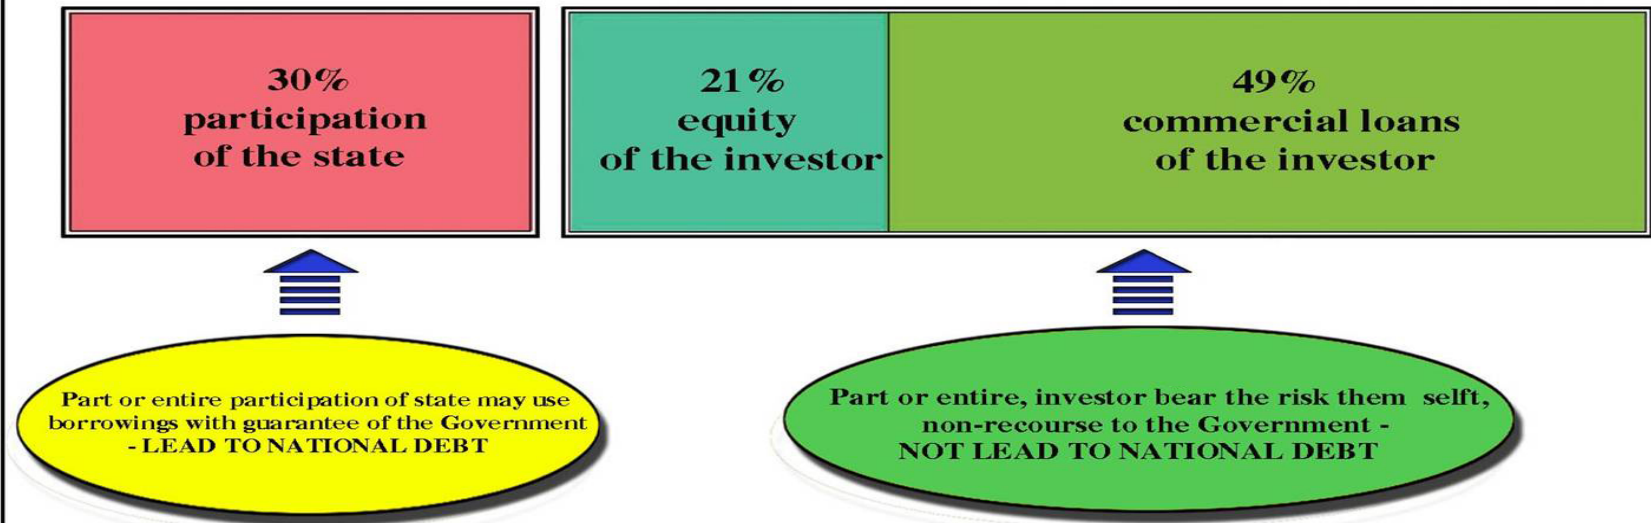 30%
participation
of the state
21%
equity
of the investor
49%
commercial loans
of the investor
Part or entire participation of state may use
borrowings with guarantee of the Government
- LEAD TO NATIONAL DEBT
Part or entire, investor bear the risk them selft,
non-recourse to the Government -
NOT LEAD TO NATIONAL DEBT